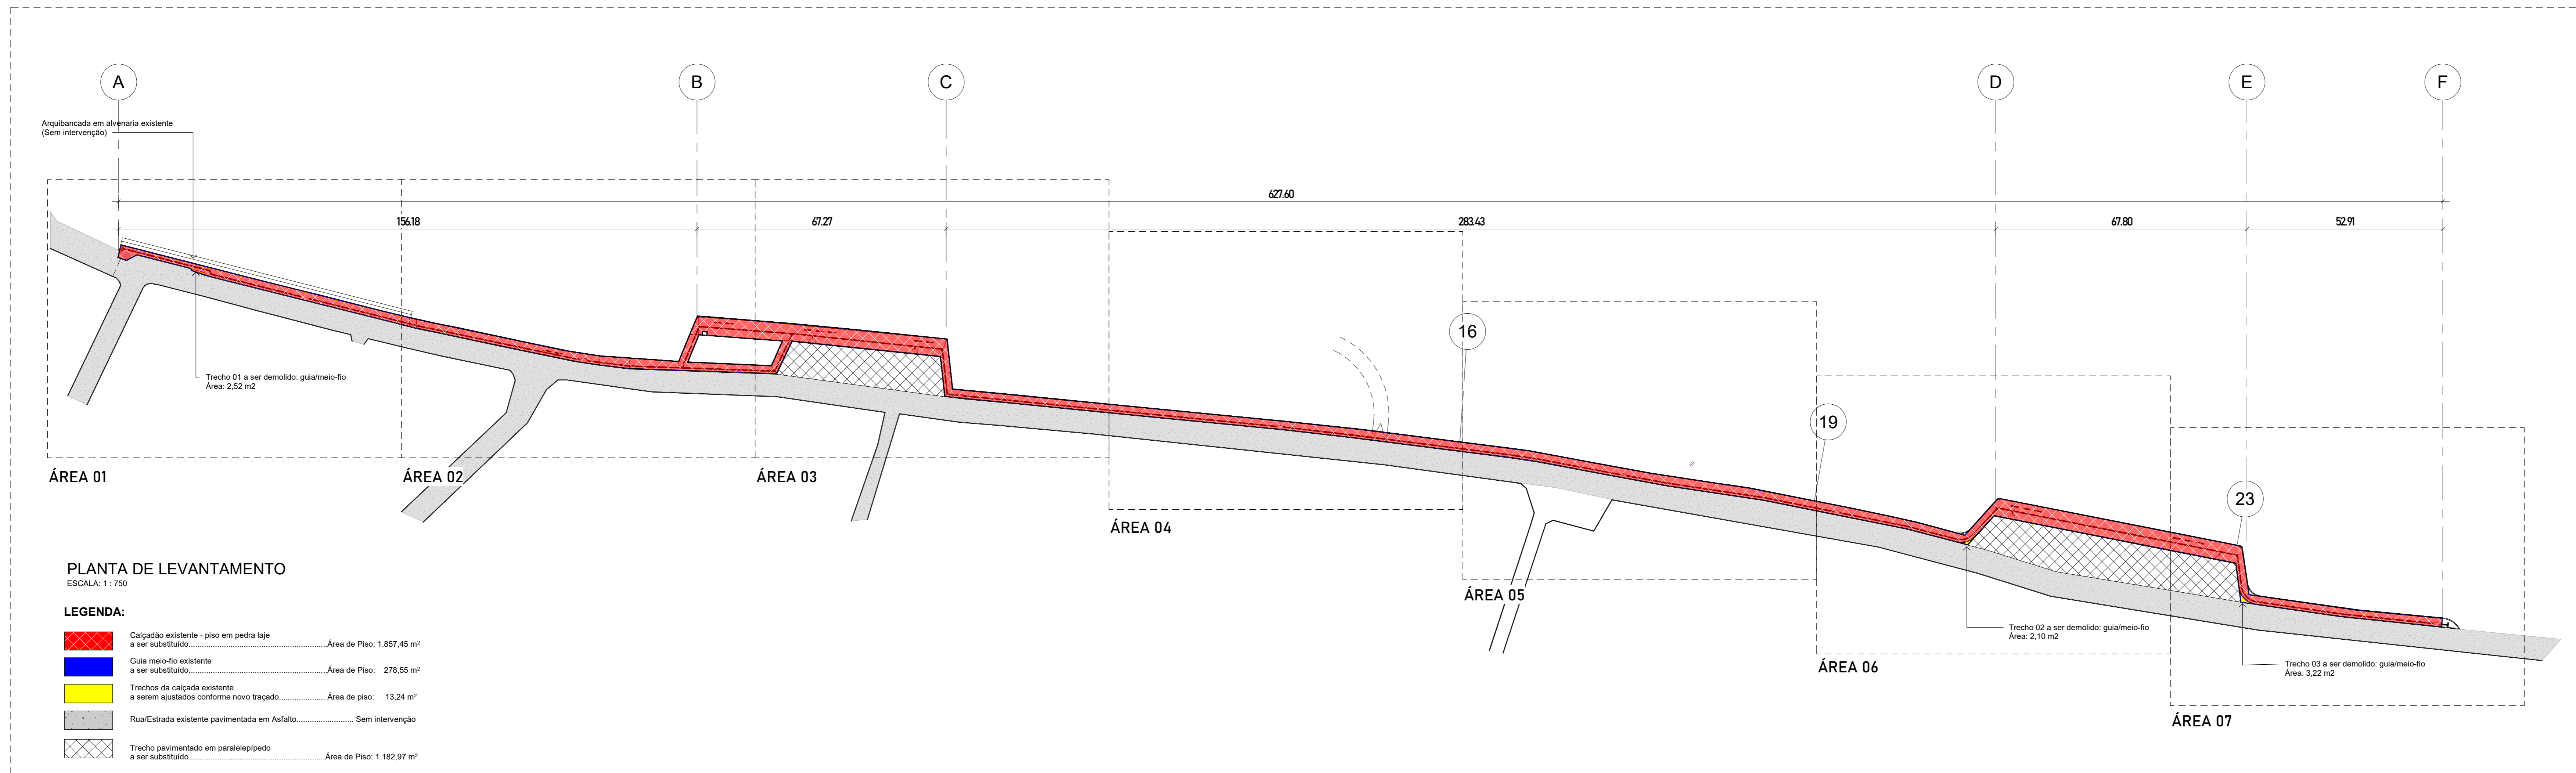 A
B
C
D
E
F
Arquibancada em alvenaria existente
(Sem intervenção)
627.60
156.18
67.27
283.43
67.80
52.91
16
19
23
Trecho 01 a ser demolido: guia/meio-fio
Área: 2,52 m2
ÁREA 01
ÁREA 02
ÁREA 03
ÁREA 04
ÁREA 05
ÁREA 06
ÁREA 07
Trecho 02 a ser demolido: guia/meio-fio
Área: 2,10 m2
Trecho 03 a ser demolido: guia/meio-fio
Área: 3,22 m2
PLANTA DE LEVANTAMENTO
ESCALA: 1 : 750
LEGENDA:
Calçadão existente - piso em pedra laje
a ser substituído..............................................................Área de Piso: 1.857,45 m²
Guia meio-fio existente
a ser substituído..............................................................Área de Piso: 278,55 m²
Trechos da calçada existente
a serem ajustados conforme novo traçado..................... Área de piso: 13,24 m²
Rua/Estrada existente pavimentada em Asfalto.......................... Sem intervenção
Trecho pavimentado em paralelepípedo
a ser substituído.............................................................Área de Piso: 1.182,97 m²